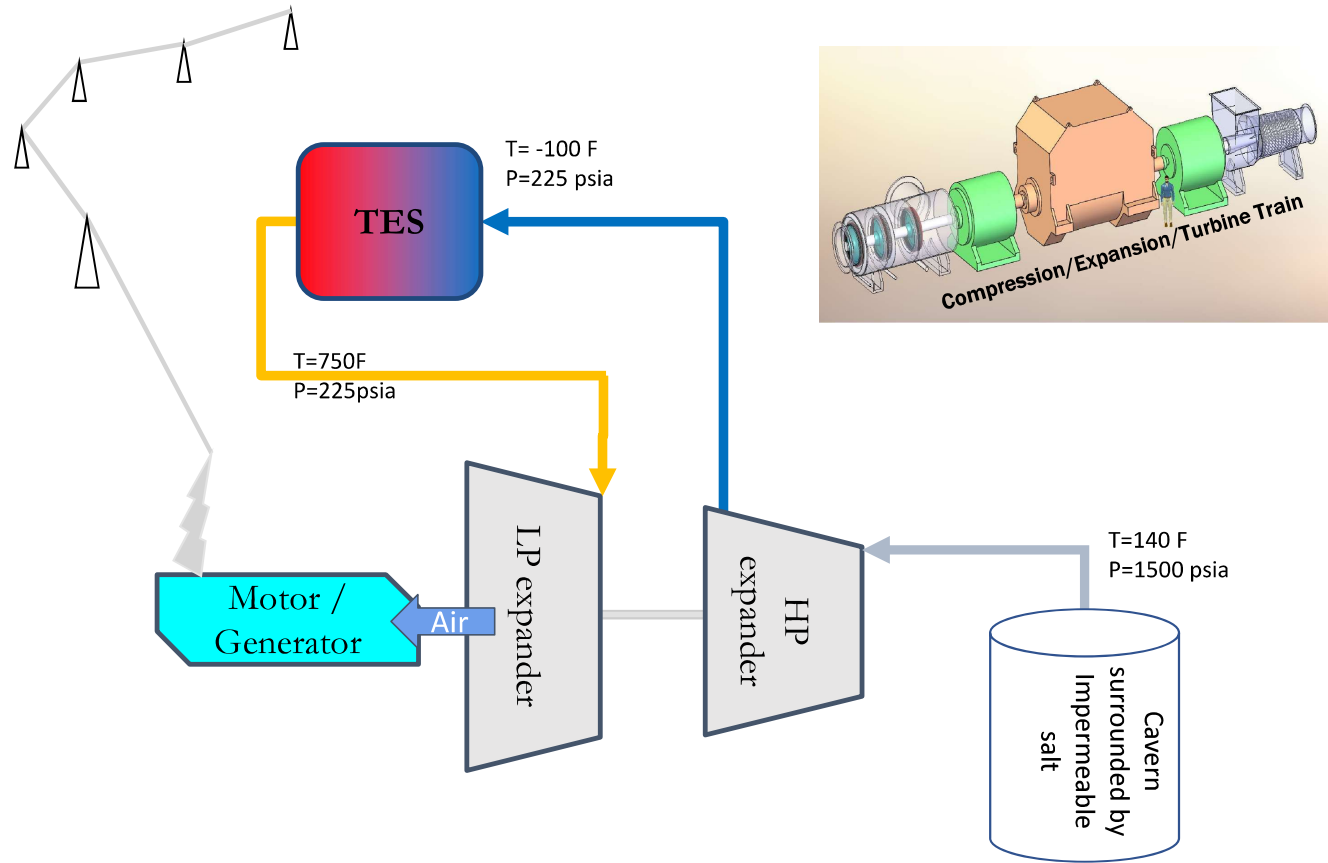 T= -100 F
P=225 psia
TES
Compression/Expansion/Turbine Train
T=750F
P=225psia
LP expander
HP
expander
T=140 F
P=1500 psia
Motor /
Generator
Air
Cavern
surrounded by
Impermeable
salt